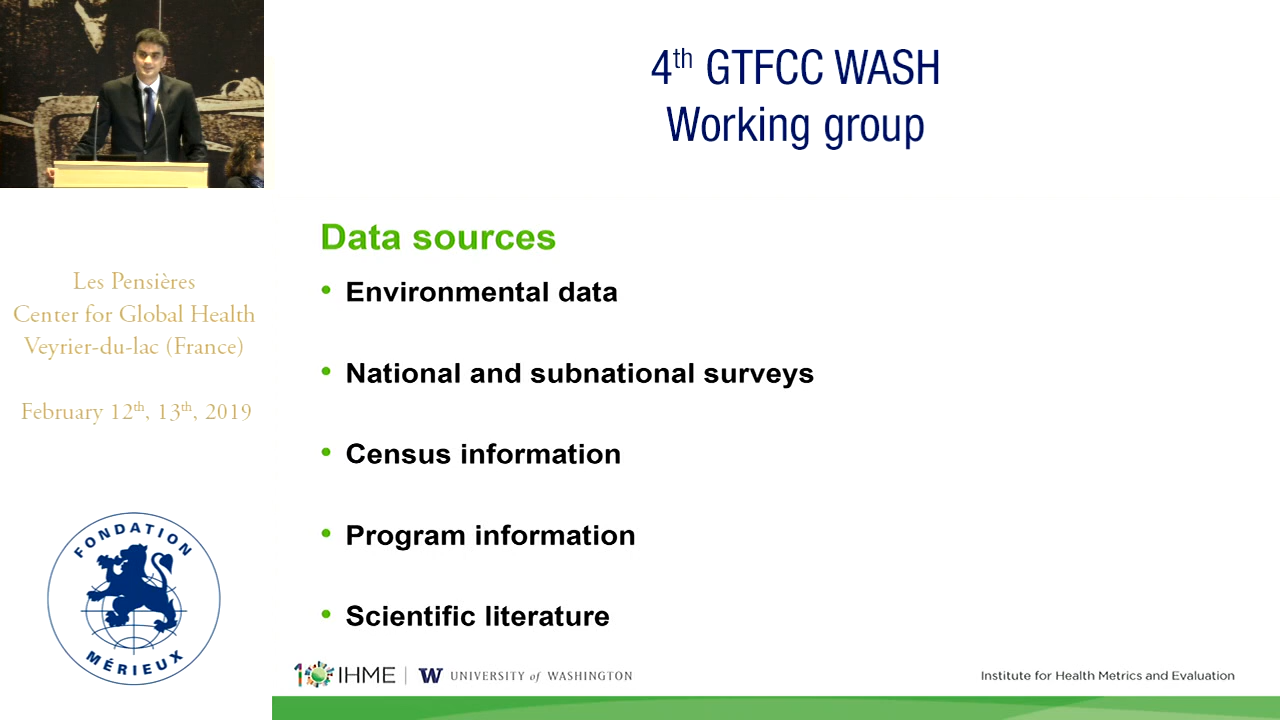 4th GTFCC WASH
Working group
Les Pensières
Center for Global Health
Veyrier-du-lac (France)
February 12th, 13th, 2019
FONDATION
MÉRIEUX
Data sources
• Environmental data
• National and subnational surveys
• Census information
• Program information
• Scientific literature
10 IHME | W UNIVERSITY of WASHINGTON
Institute for Health Metrics and Evaluation